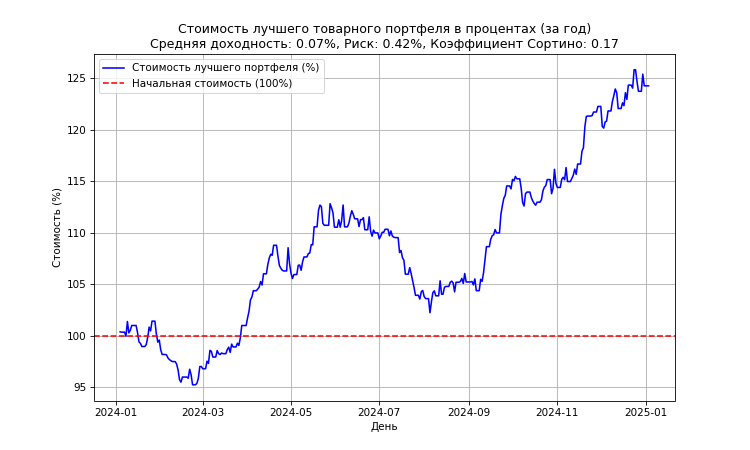 Стоимость лучшего товарного портфеля в процентах (за год)
Средняя доходность: 0.07%, Риск: 0.42%, Коэффициент Сортино: 0.17
Стоимость лучшего портфеля (%)
Начальная стоимость (100%)
Стоимость (%)
125
120
115
110
105
100
95
2024-01
2024-03
2024-05
2024-07
2024-09
2024-11
2025-01
День